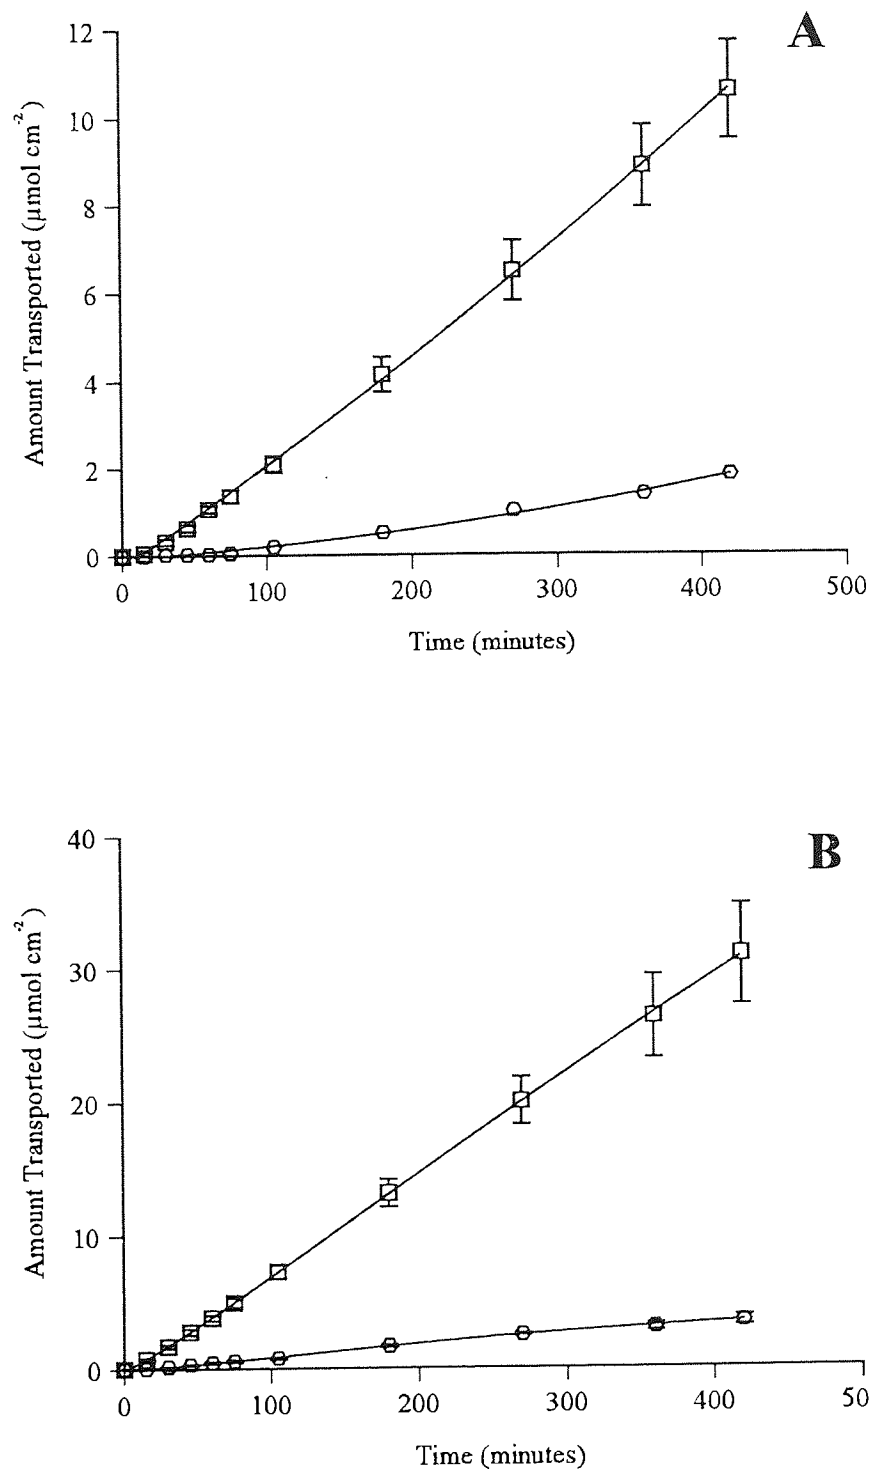 A
12
10
8
6
4
2
0
Amount Transported (µmol cm⁻²)
0 100 200 300 400 500
Time (minutes)
B
40
30
20
10
0
Amount Transported (µmol cm⁻²)
0 100 200 300 400 50
Time (minutes)